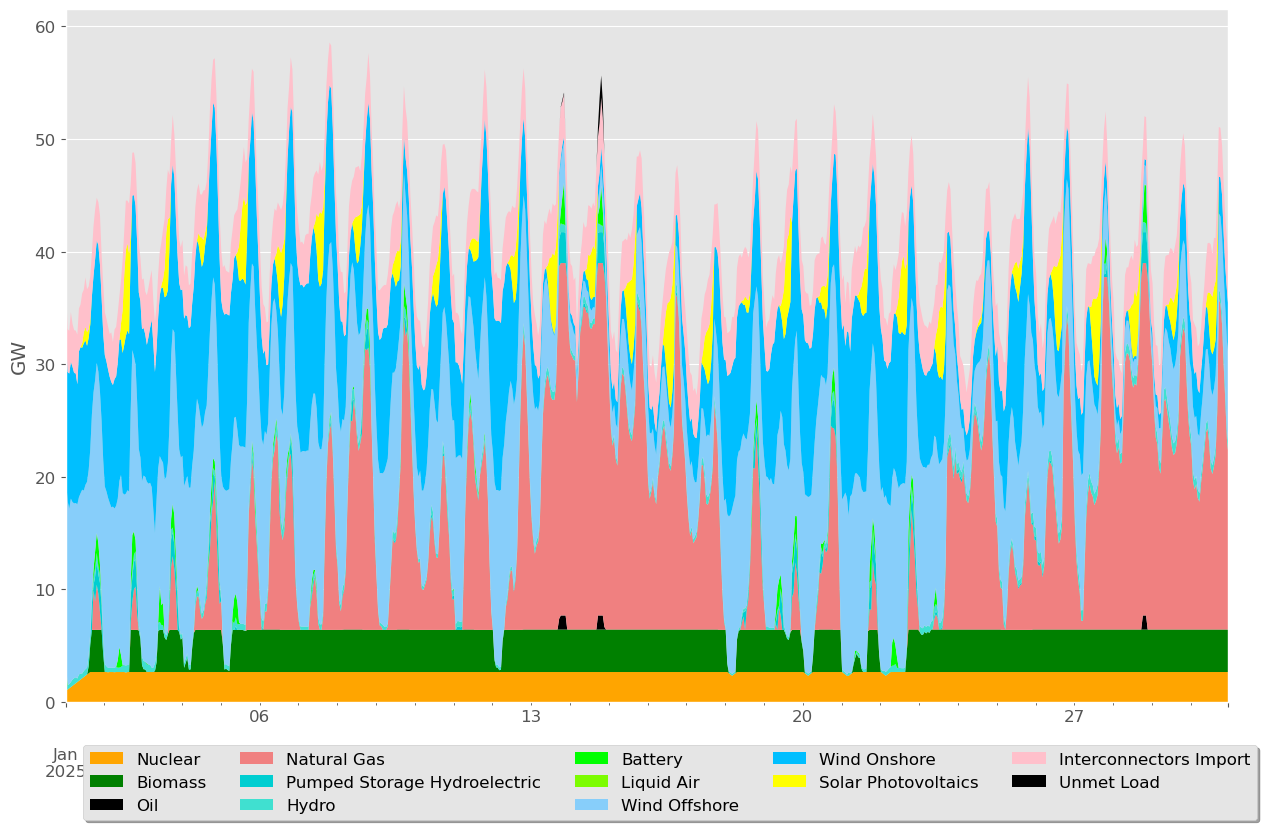 60
50
40
30
20
10
0
GW
06 13 20 27
Jan
2025
Nuclear Natural Gas Battery Wind Onshore Interconnectors Import
Biomass Pumped Storage Hydroelectric Liquid Air Solar Photovoltaics Unmet Load
Oil Hydro Wind Offshore